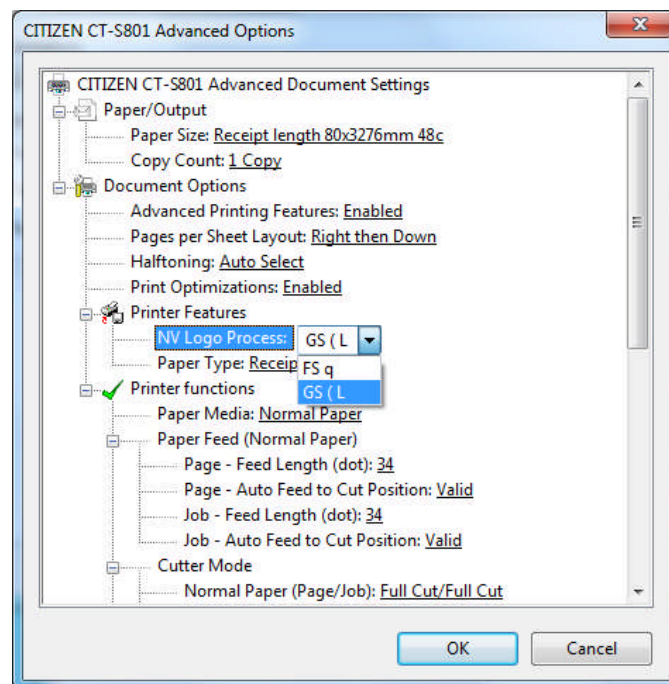 CITIZEN CT-S801 Advanced Options
CITIZEN CT-S801 Advanced Document Settings
Paper/Output
Paper Size: Receipt length 80x3276mm 48c
Copy Count: 1 Copy
Document Options
Advanced Printing Features: Enabled
Pages per Sheet Layout: Right then Down
Halftoning: Auto Select
Print Optimizations: Enabled
Printer Features
NV Logo Process: GS ( L
Paper Type: Receip
FS q
GS ( L
Printer functions
Paper Media: Normal Paper
Paper Feed (Normal Paper)
Page - Feed Length (dot): 34
Page - Auto Feed to Cut Position: Valid
Job - Feed Length (dot): 34
Job - Auto Feed to Cut Position: Valid
Cutter Mode
Normal Paper (Page/Job): Full Cut/Full Cut
OK Cancel